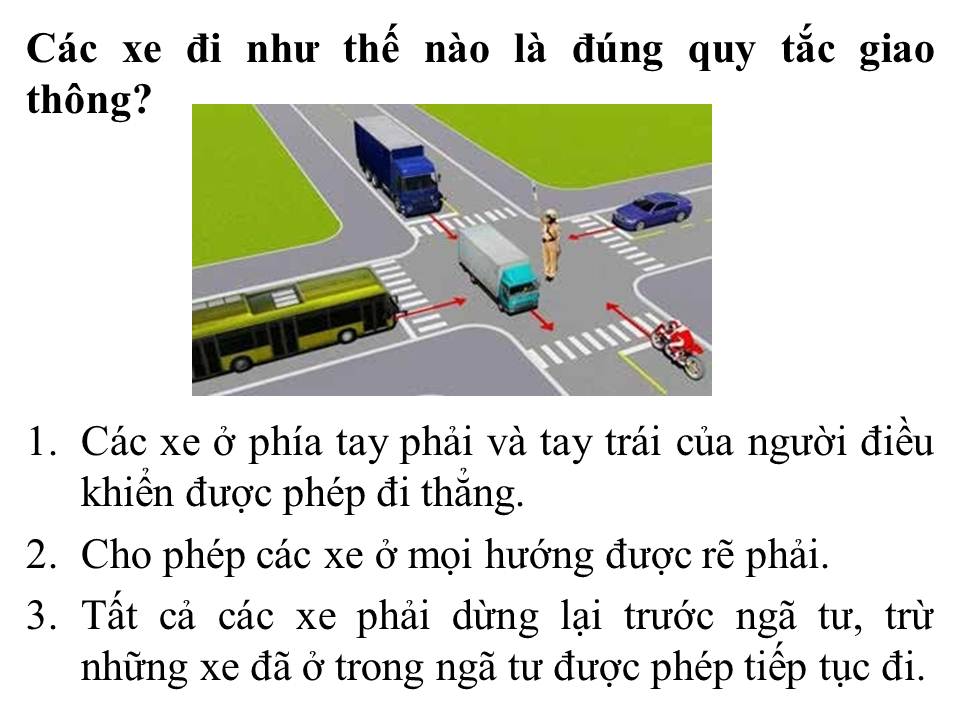 Các xe đi như thế nào là đúng quy tắc giao
thông?
1. Các xe ở phía tay phải và tay trái của người điều
khiển được phép đi thẳng.
2. Cho phép các xe ở mọi hướng được rẽ phải.
3. Tất cả các xe phải dừng lại trước ngã tư, trừ
những xe đã ở trong ngã tư được phép tiếp tục đi.